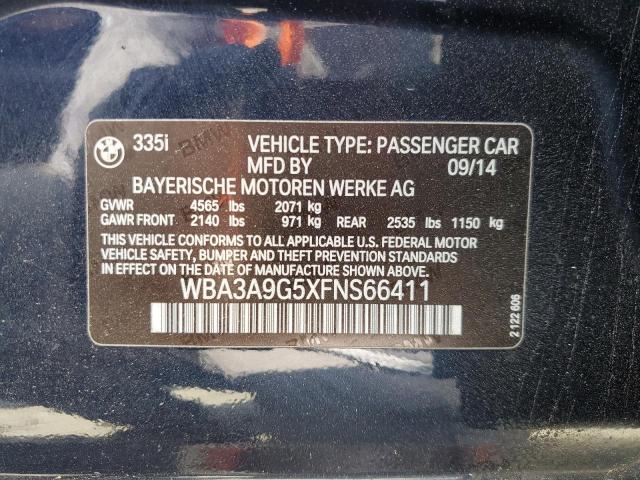 335i VEHICLE TYPE: PASSENGER CAR
MFD BY 09/14
BAYERISCHE MOTOREN WERKE AG
GVWR 4565 lbs 2071 kg
GAWR FRONT 2140 lbs 971 kg REAR 2535 lbs 1150 kg
THIS VEHICLE CONFORMS TO ALL APPLICABLE U.S. FEDERAL MOTOR
VEHICLE SAFETY, BUMPER AND THEFT PREVENTION STANDARDS
IN EFFECT ON THE DATE OF MANUFACTURE SHOWN ABOVE.
WBA3A9G5XFNS66411
2 122 606